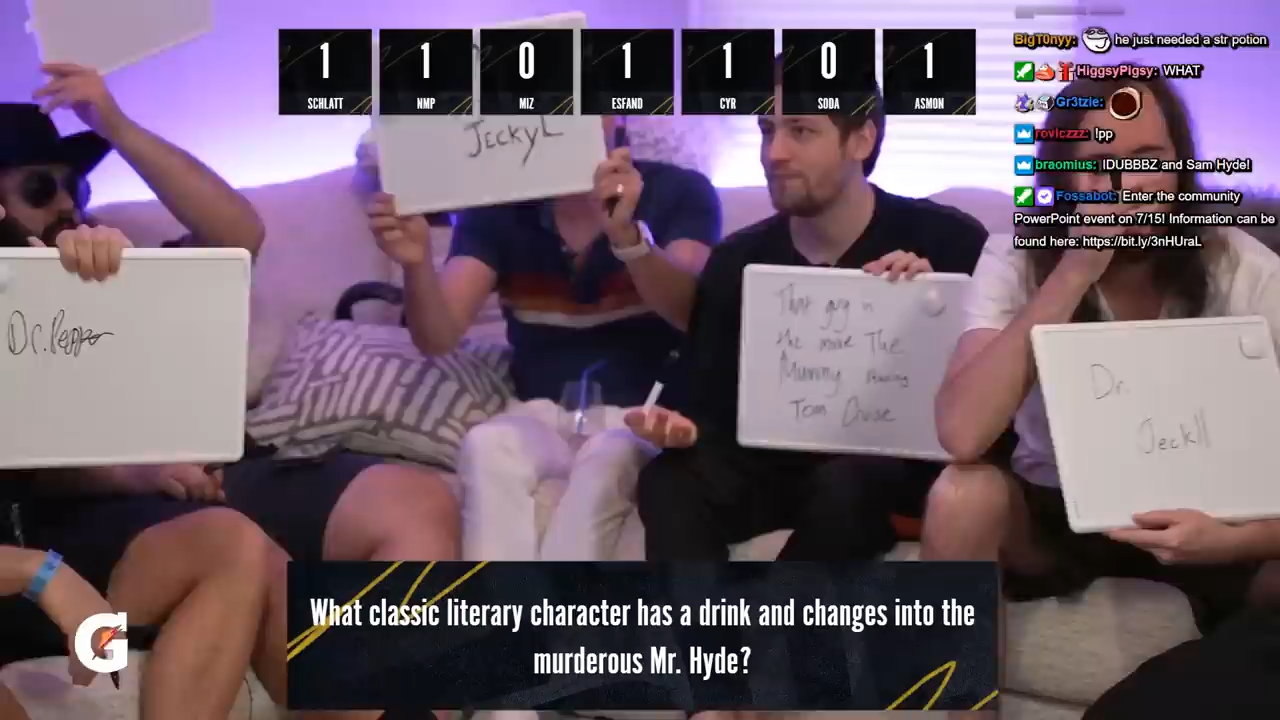 1 1 0 1 1 0 1
SCHLATT NMP MIZ ESFAND CYR SODA ASMON
BigT0nyy: he just needed a str potion
HiggsyPigsy: WHAT
Gr3tzie:
roviczzz: !pp
braomius: IDUBBBZ and Sam Hyde!
Fossabot: Enter the community
PowerPoint event on 7/15! Information can be
found here: https://bit.ly/3nHUraL
JeckyL
Dr. Pepper
That guy in
the movie The
Mummy
Tom Cruise
Dr.
Jeckll
G
What classic literary character has a drink and changes into the
murderous Mr. Hyde?